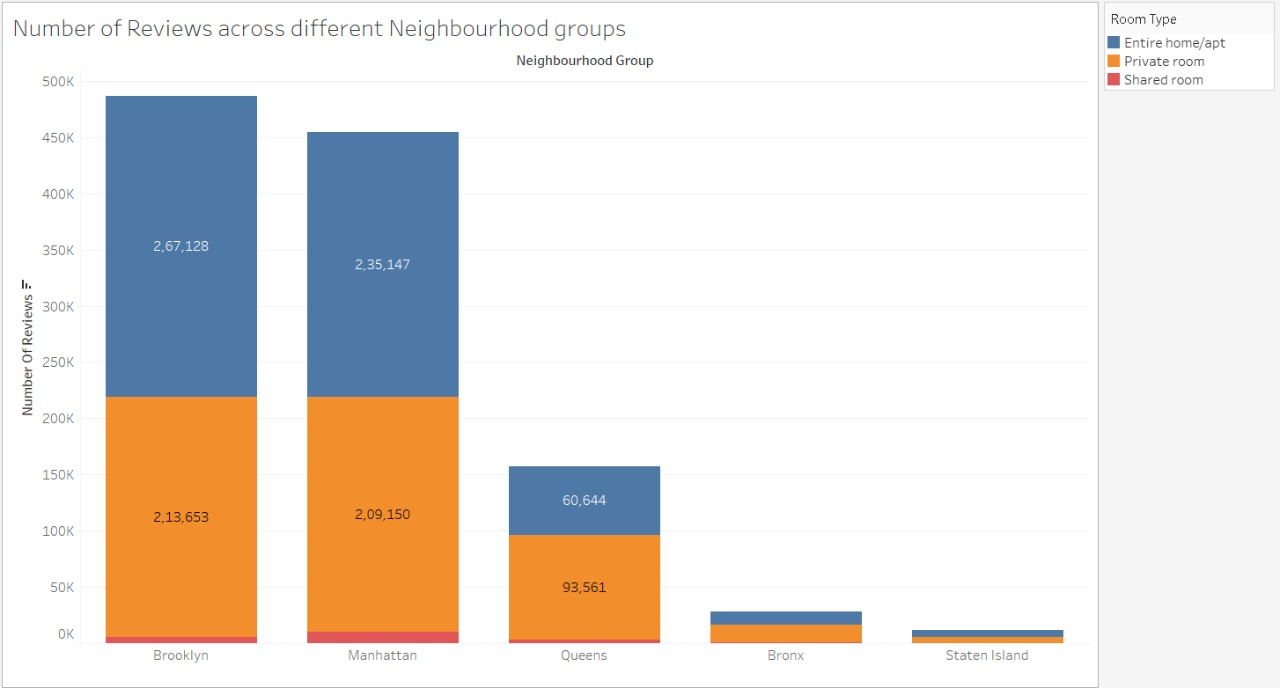 Number of Reviews across different Neighbourhood groups
Room Type
Entire home/apt
Private room
Shared room
Neighbourhood Group
Number Of Reviews
500K
450K
400K
350K
300K
250K
200K
150K
100K
50K
0K
2,67,128
2,13,653
2,35,147
2,09,150
60,644
93,561
Brooklyn
Manhattan
Queens
Bronx
Staten Island